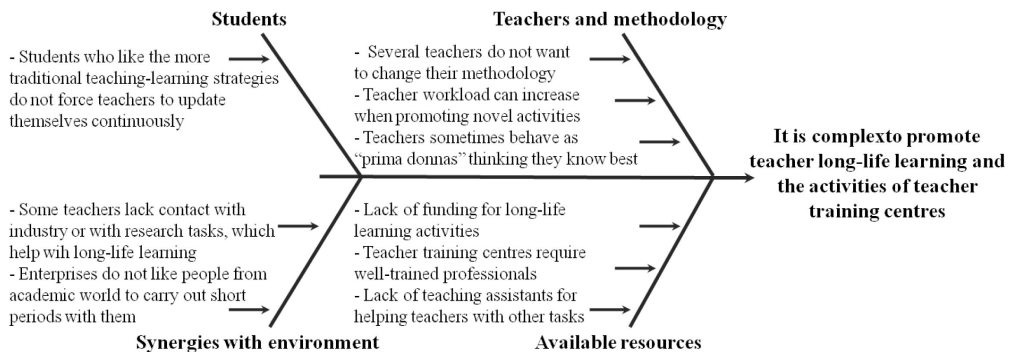 Students
- Students who like the more
traditional teaching-learning strategies
do not force teachers to update
themselves continuously
Teachers and methodology
- Several teachers do not want
to change their methodology
- Teacher workload can increase
when promoting novel activities
- Teachers sometimes behave as
“prima donnas” thinking they know best
It is complexto promote
teacher long-life learning and
the activities of teacher
training centres
- Some teachers lack contact with
industry or with research tasks, which
help wih long-life learning
- Enterprises do not like people from
academic world to carry out short
periods with them
Synergies with environment
- Lack of funding for long-life
learning activities
- Teacher training centres require
well-trained professionals
- Lack of teaching assistants for
helping teachers with other tasks
Available resources